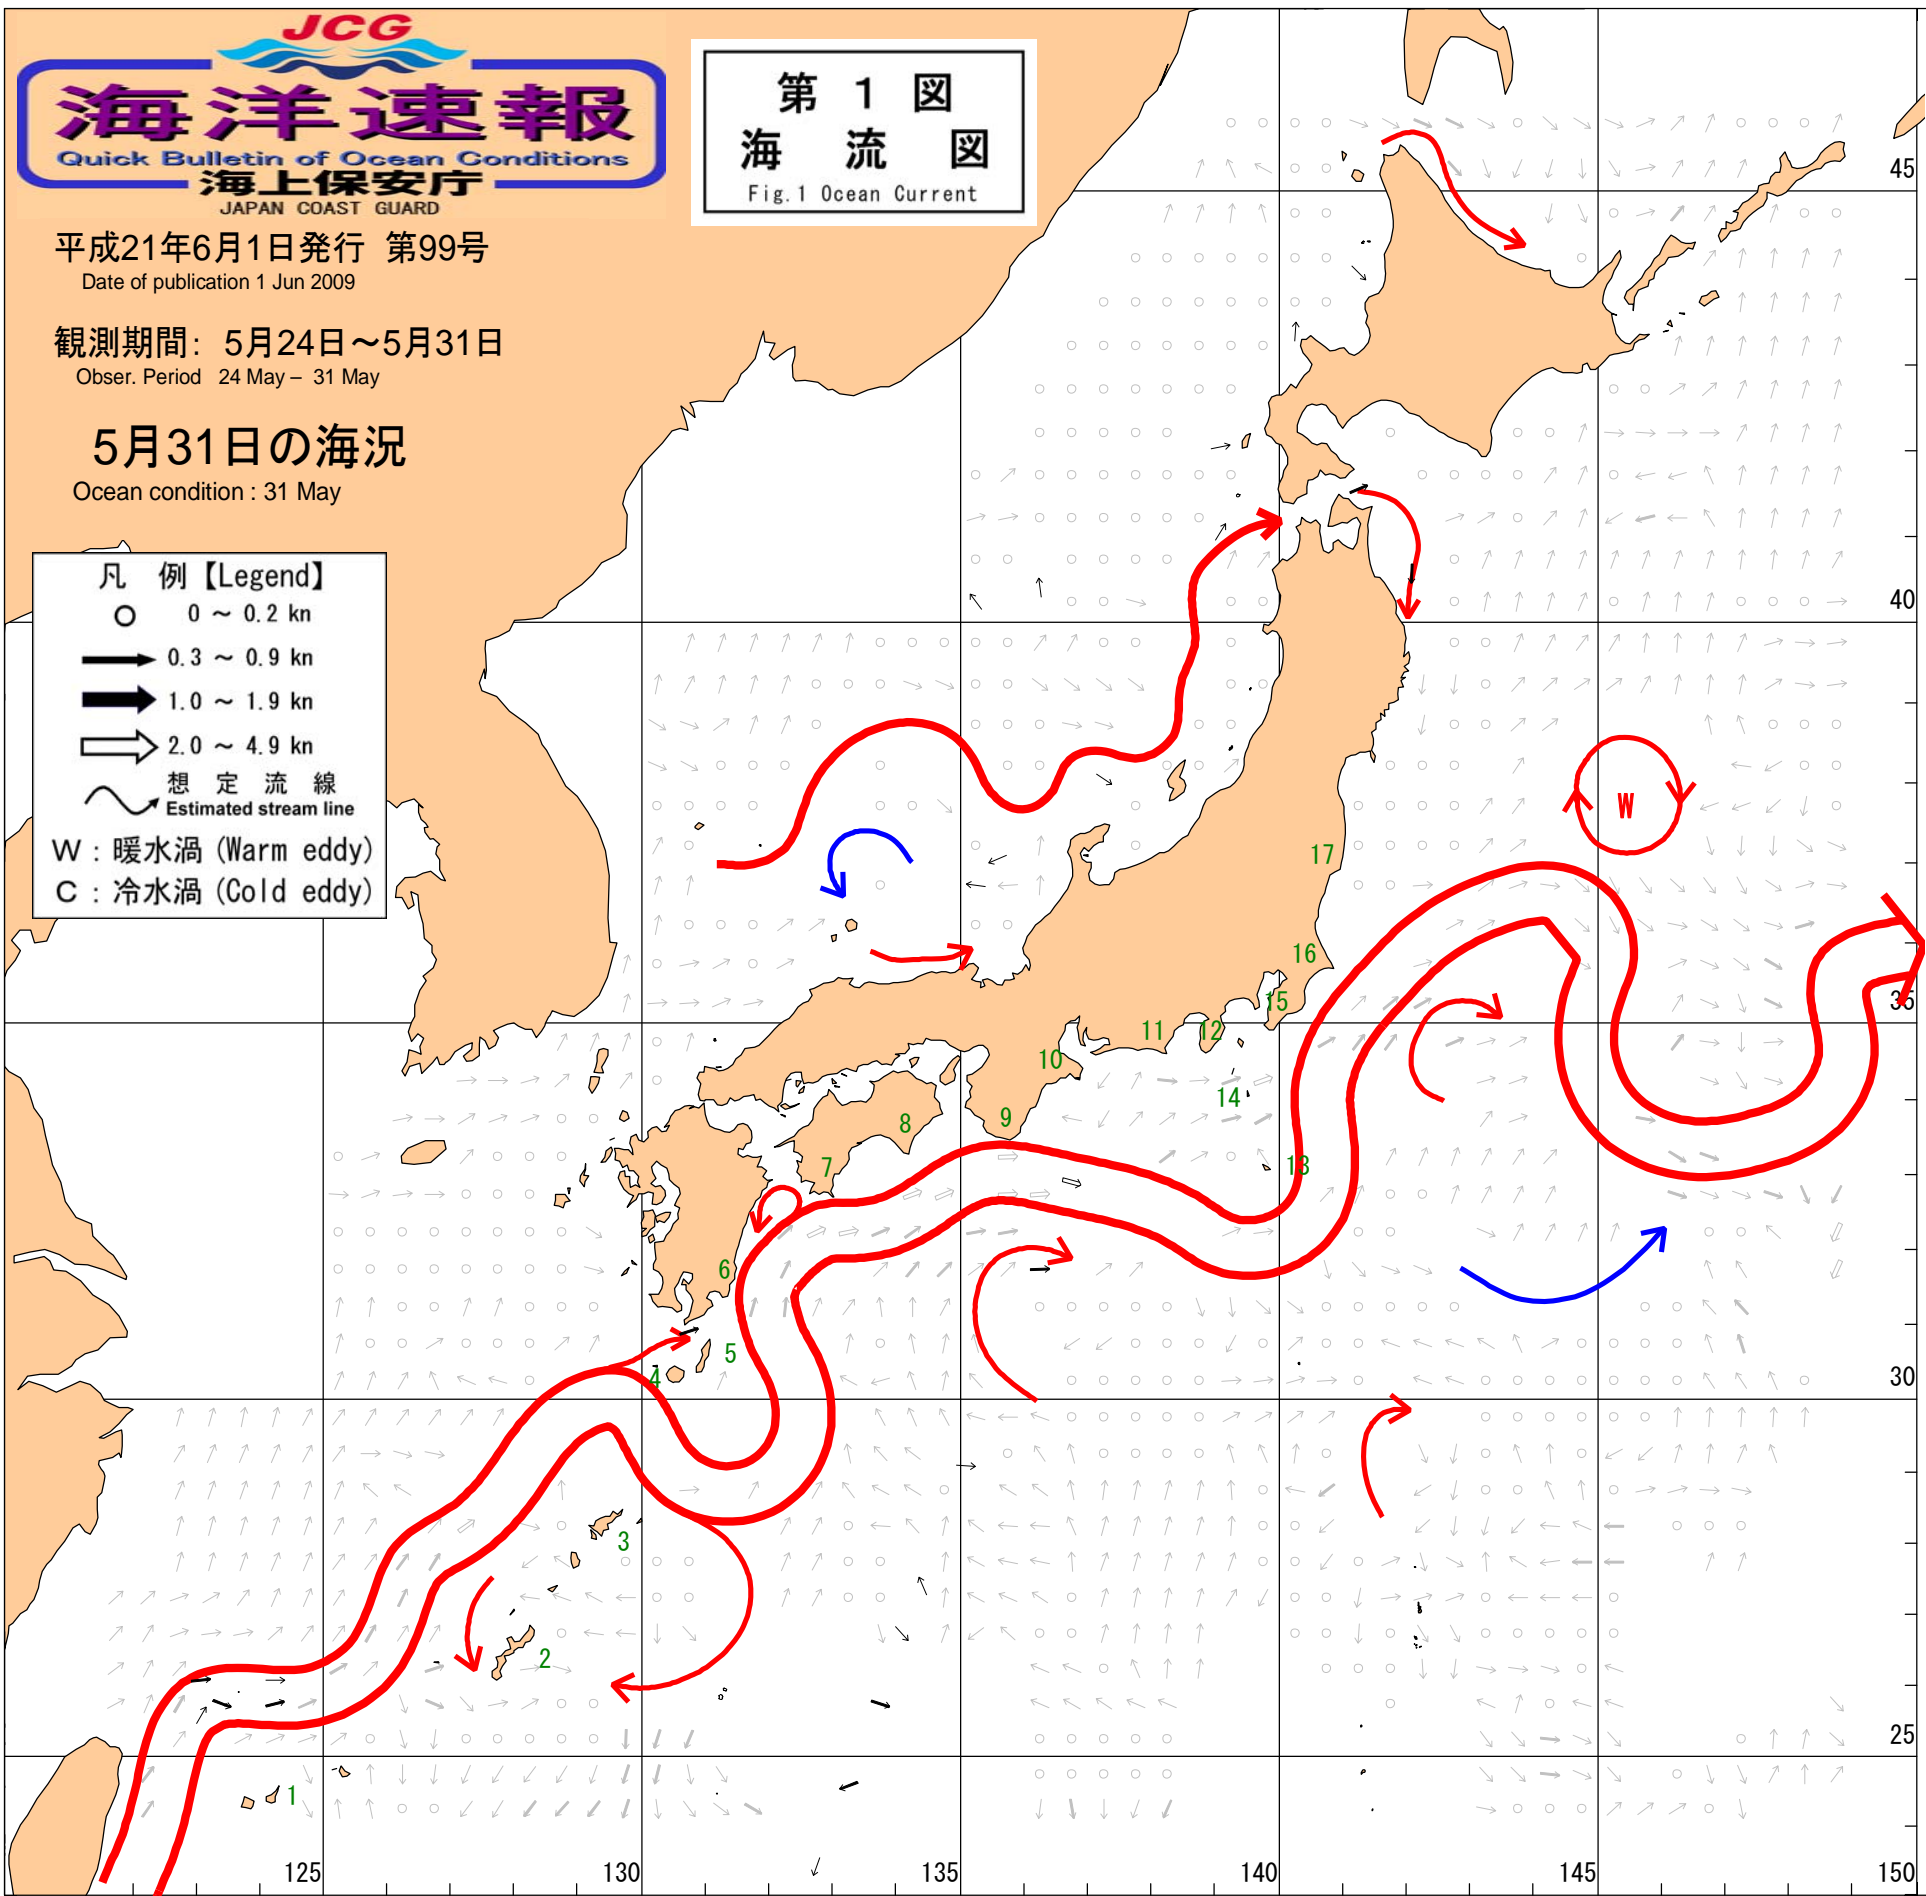 JCG
海洋速報
Quick Bulletin of Ocean Conditions
海上保安庁
JAPAN COAST GUARD
第 1 図
海 流 図
Fig.1 Ocean Current
平成21年6月1日発行 第99号
Date of publication 1 Jun 2009
観測期間: 5月24日～5月31日
Obser. Period 24 May – 31 May
5月31日の海況
Ocean condition : 31 May
凡 例【Legend】
0 ～ 0.2 kn
0.3 ～ 0.9 kn
1.0 ～ 1.9 kn
2.0 ～ 4.9 kn
想 定 流 線
Estimated stream line
W : 暖水渦 (Warm eddy)
C : 冷水渦 (Cold eddy)
45
40
W
17
16
15
35
11
12
10
14
9
8
13
7
6
5
4
30
3
2
25
1
125
130
135
140
145
150